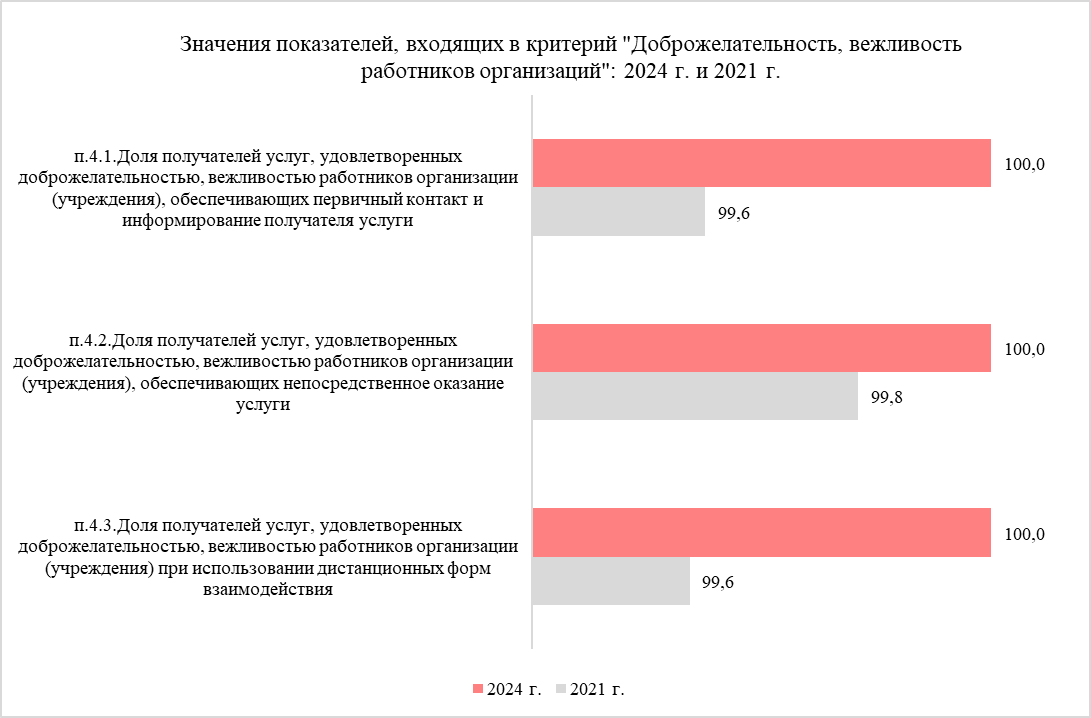 Значения показателей, входящих в критерий "Доброжелательность, вежливость
работников организаций": 2024 г. и 2021 г.
п.4.1.Доля получателей услуг, удовлетворенных
доброжелательностью, вежливостью работников организации
(учреждения), обеспечивающих первичный контакт и
информирование получателя услуги
100,0
99,6
п.4.2.Доля получателей услуг, удовлетворенных
доброжелательностью, вежливостью работников организации
(учреждения), обеспечивающих непосредственное оказание
услуги
100,0
99,8
п.4.3.Доля получателей услуг, удовлетворенных
доброжелательностью, вежливостью работников организации
(учреждения) при использовании дистанционных форм
взаимодействия
100,0
99,6
2024 г. 2021 г.